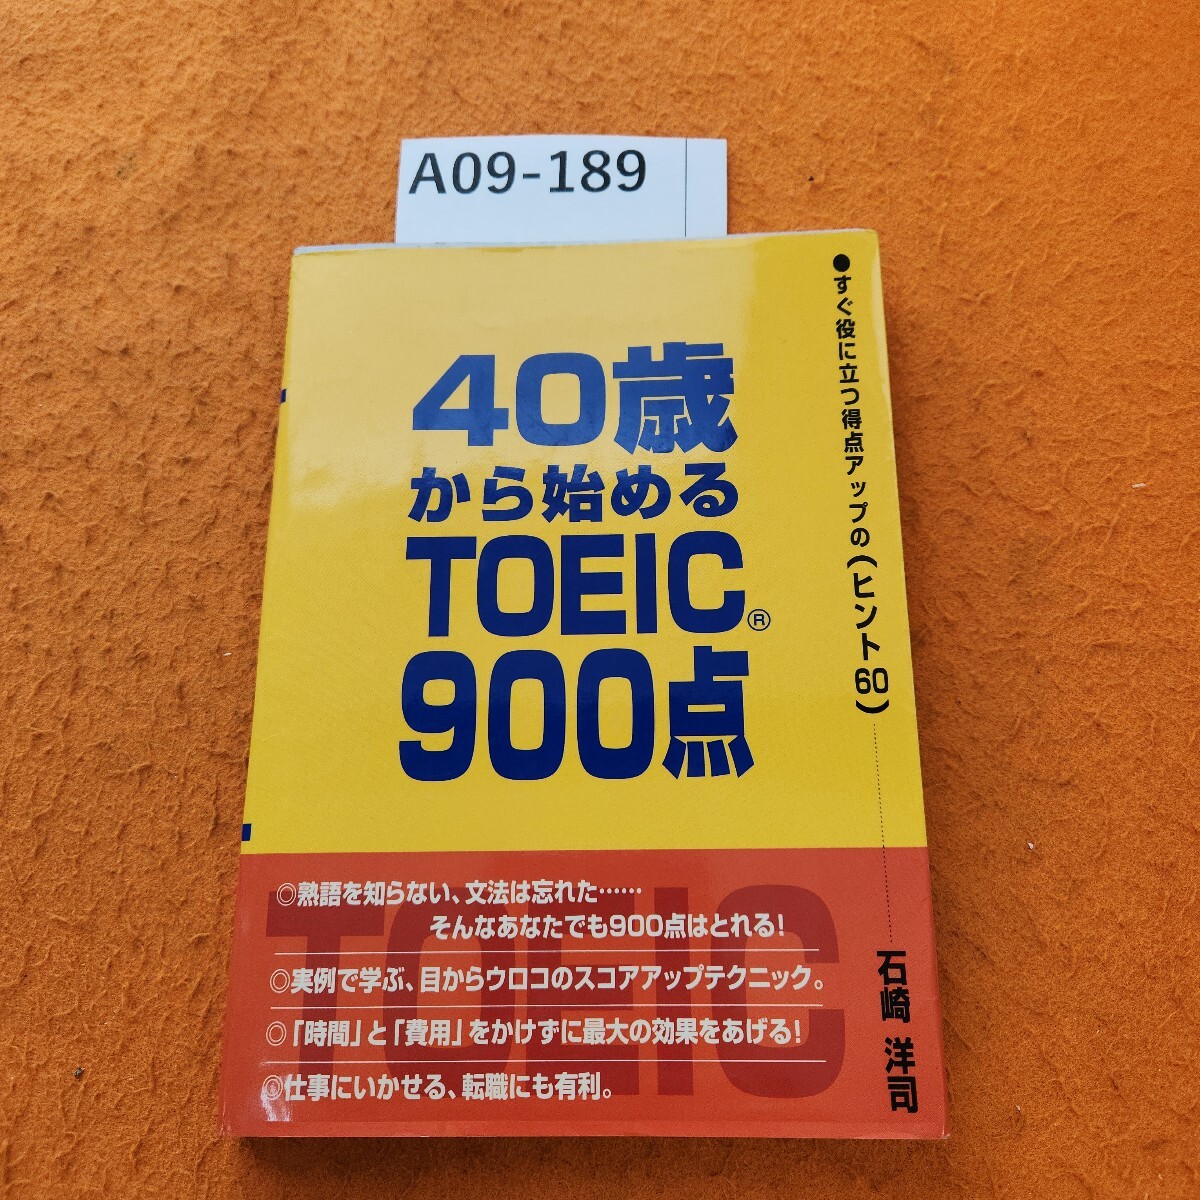 A09-189
●すぐ役に立つ得点アップの(ヒント60)
40歳
から始める
TOEIC®
900点
石崎 洋司
TOEIC
◎熟語を知らない、文法は忘れた……
そんなあなたでも900点はとれる!
◎実例で学ぶ、目からウロコのスコアアップテクニック。
◎「時間」と「費用」をかけずに最大の効果をあげる!
◎仕事にいかせる、転職にも有利。